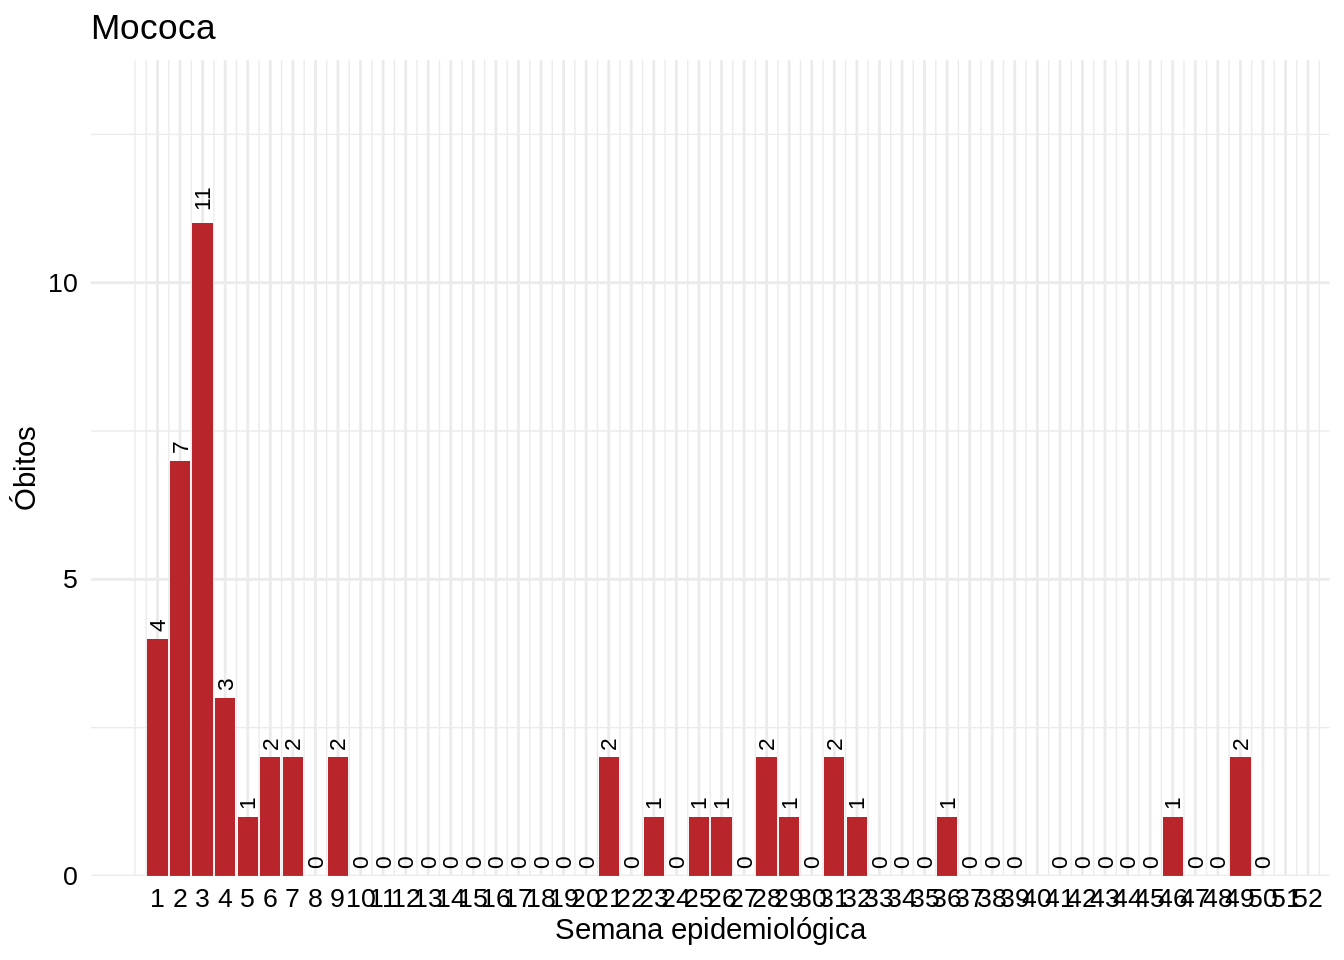 Mococa
Óbitos
10
5
0
4 7 11 3 1 2 2 0 2 0 0 0 0 0 0 0 0 0 0 0 2 0 1 0 1 1 0 2 1 0 2 1 0 0 0 1 0 0 0 0 0 0 0 0 1 0 0 2 0
1 2 3 4 5 6 7 8 9 10 11 12 13 14 15 16 17 18 19 20 21 22 23 24 25 26 27 28 29 30 31 32 33 34 35 36 37 38 39 40 41 42 43 44 45 46 47 48 49 50 51 52
Semana epidemiológica